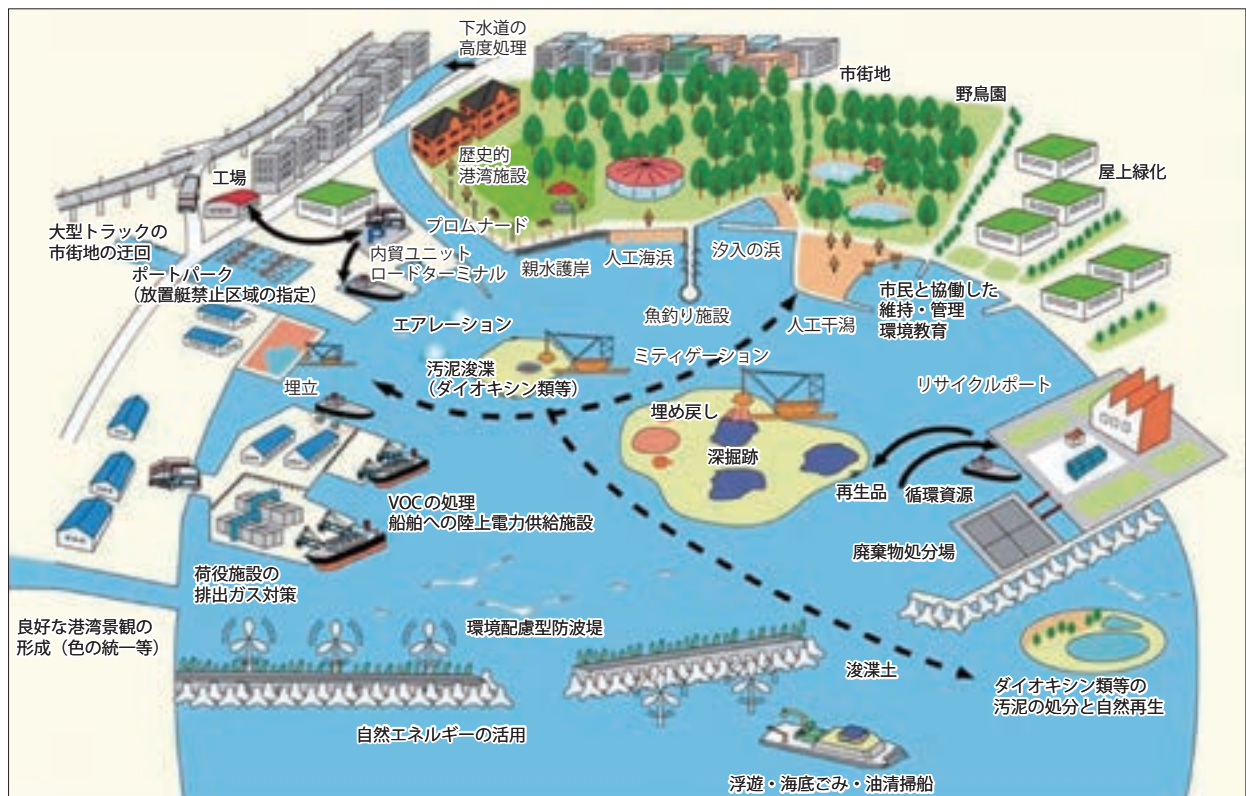 下水道の
高度処理
市街地
野鳥園
歴史的
港湾施設
屋上緑化
工場
大型トラックの
市街地の迂回
プロムナード
内貿ユニット
ロードターミナル
ポートパーク
（放置艇禁止区域の指定）
親水護岸
人工海浜
汐入の浜
市民と協働した
維持・管理
環境教育
魚釣り施設
人工干潟
エアレーション
汚泥浚渫
（ダイオキシン類等）
ミティゲーション
埋立
リサイクルポート
埋め戻し
深掘跡
再生品
循環資源
VOCの処理
船舶への陸上電力供給施設
廃棄物処分場
荷役施設の
排出ガス対策
良好な港湾景観の
形成（色の統一等）
環境配慮型防波堤
浚渫土
ダイオキシン類等の
汚泥の処分と自然再生
自然エネルギーの活用
浮遊・海底ごみ・油清掃船